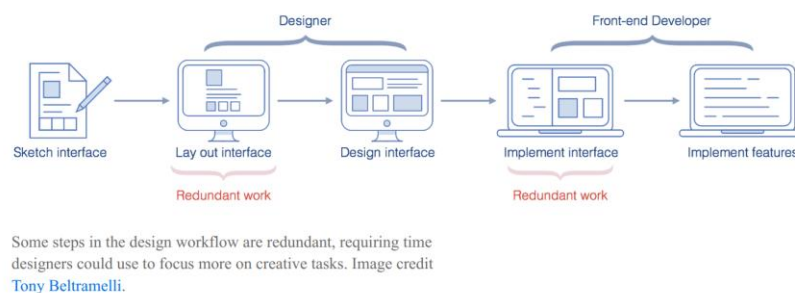 Designer
Front-end Developer
Sketch interface
Lay out interface
Design interface
Implement interface
Implement features
Redundant work
Redundant work
Some steps in the design workflow are redundant, requiring time
designers could use to focus more on creative tasks. Image credit
Tony Beltramelli.